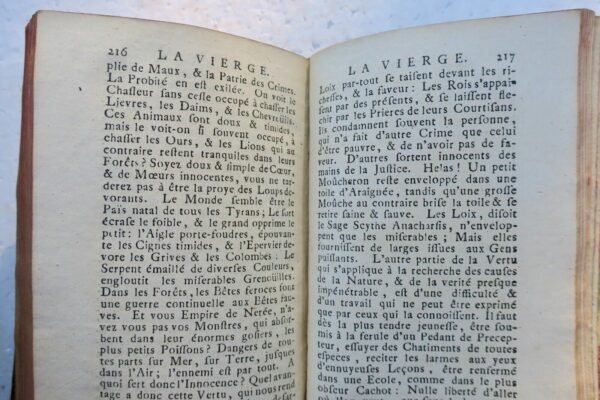 216 LA VIERGE.
plie de Maux, & la Patrie des Crimes.
La Probité en est exilée. On voit le
Chasseur sans cesse occupé à chasser les
Lievres, les Daims, & les Chevreüils.
Ces Animaux sont doux & timides,
mais le voit-on si souvent occupé, à
chasser les Ours, & les Lions qui au
contraire restent tranquiles dans leurs
Forêts? Soyez doux & simple de Cœur,
& de Mœurs innocentes, vous ne tar-
derez pas à être la proye des Loups de-
vorants. Le Monde semble être le
Païs natal de tous les Tyrans; Le fort
écrase le foible, & le grand opprime le
petit: l'Aigle porte-foudres, épouvan-
te les Cignes timides, & l'Epervier de-
vore les Grives & les Colombes: Le
Serpent émaillé de diverses Couleurs,
engloutit les miserables Grenoüilles.
Dans les Forêts, les Bêtes feroces font
une guerre continuelle aux Bêtes fau-
ves. Et vous Empire de Nerée, n'a-
vez vous pas vos Monstres, qui absor-
bent dans leur énormes gosiers, les
plus petits Poissons? Dangers de tou-
tes parts sur Mer, sur Terre, jusques
dans l'Air; l'ennemi est par tout. A
quoi sert donc l'Innocence? Quel avan-
tage a donc cette Vertu, qui nous rend
LA VIERGE. 217
Loix par-tout se taisent devant les ri-
chesses, & la faveur: Les Rois s'appai-
sent par des présents, & se laissent fle-
chir par les Prieres de leurs Courtisans.
Ils condamnent souvent la personne,
qui n'a fait d'autre Crime que celui
d'être pauvre, & de n'avoir pas de fa-
veur. D'autres sortent innocents des
mains de la Justice. Helas! Un petit
Moûcheron reste enveloppé dans une
toile d'Araignée, tandis qu'une grosse
Moûche au contraire brise la toile & se
retire saine & sauve. Les Loix, disoit
le Sage Scythe Anacharsis, n'envelop-
pent que les miserables; Mais elles
fournissent de larges issues aux Gens
puissants. L'autre partie de la Vertu
qui s'applique à la recherche des causes
de la Nature, & de la verité presque
impénétrable, est d'une difficulté &
d'un travail qui ne peut être exprimé
que par ceux qui la connoissent. Il faut
dès la plus tendre jeunesse, être sou-
mis à la ferule d'un Pedant de Precep-
teur, essuyer des Chatiments de toutes
especes, reciter les larmes aux yeux
d'ennuyeuses Leçons, être renfermé
dans une Ecole, comme dans le plus
obscur Cachot: Nulle liberté d'aller